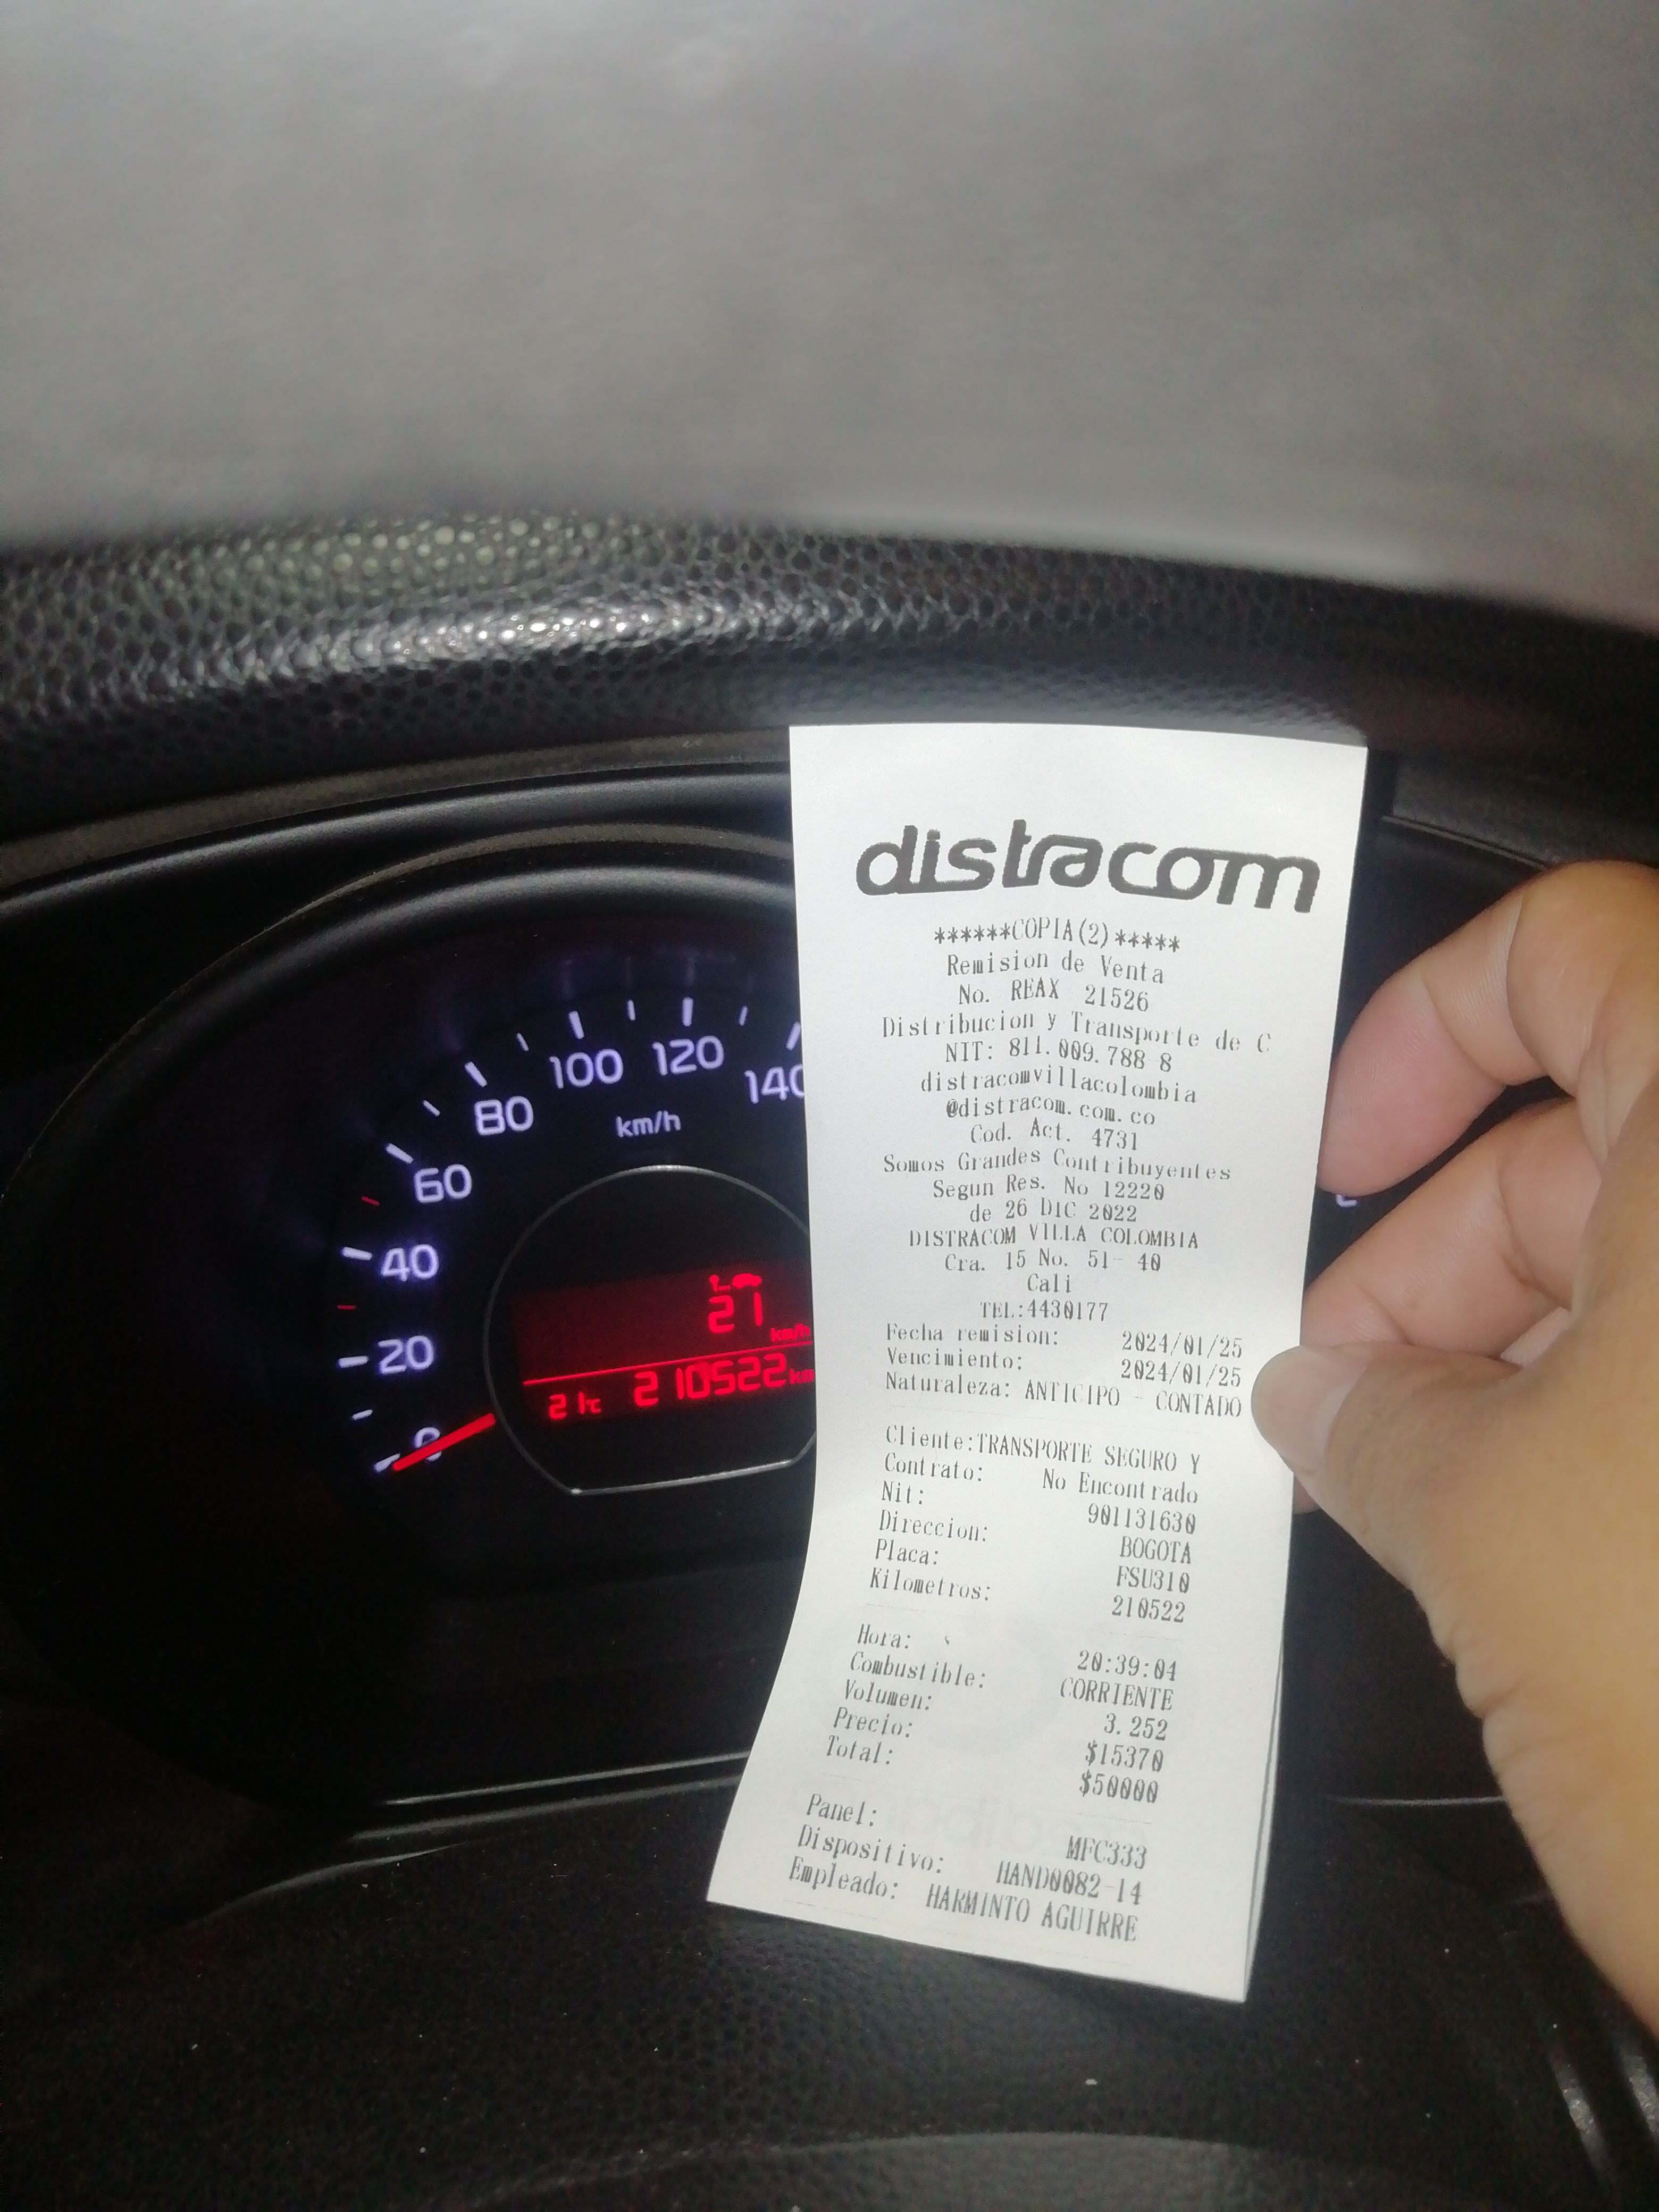 distracom
******COPIA(2)*****
Remision de Venta
No. REAX 21526
Distribucion y Transporte de C
NIT: 811.009.788-8
distracomvillacolombia
@distracom.com.co
Cod. Act. 4731
Somos Grandes Contribuyentes
Segun Res. No 12220
de 26 DIC 2022
DISTRACOM VILLA COLOMBIA
Cra. 15 No. 51- 40
Cali
TEL:4430177
Fecha remision: 2024/01/25
Vencimiento: 2024/01/25
Naturaleza: ANTICIPO - CONTADO
Cliente:TRANSPORTE SEGURO Y
Contrato: No Encontrado
Nit: 901131630
Direccion: BOGOTA
Placa: FSU310
Kilometros: 210522
Hora: 20:39:04
Combustible: CORRIENTE
Volumen: 3.252
Precio: $15370
Total: $50000
Panel: MFC333
Dispositivo: HAND0082-14
Empleado: HARMINTO AGUIRRE
0
20
40
60
80
100
120
140
km/h
21 km/h
21°C 210522 km